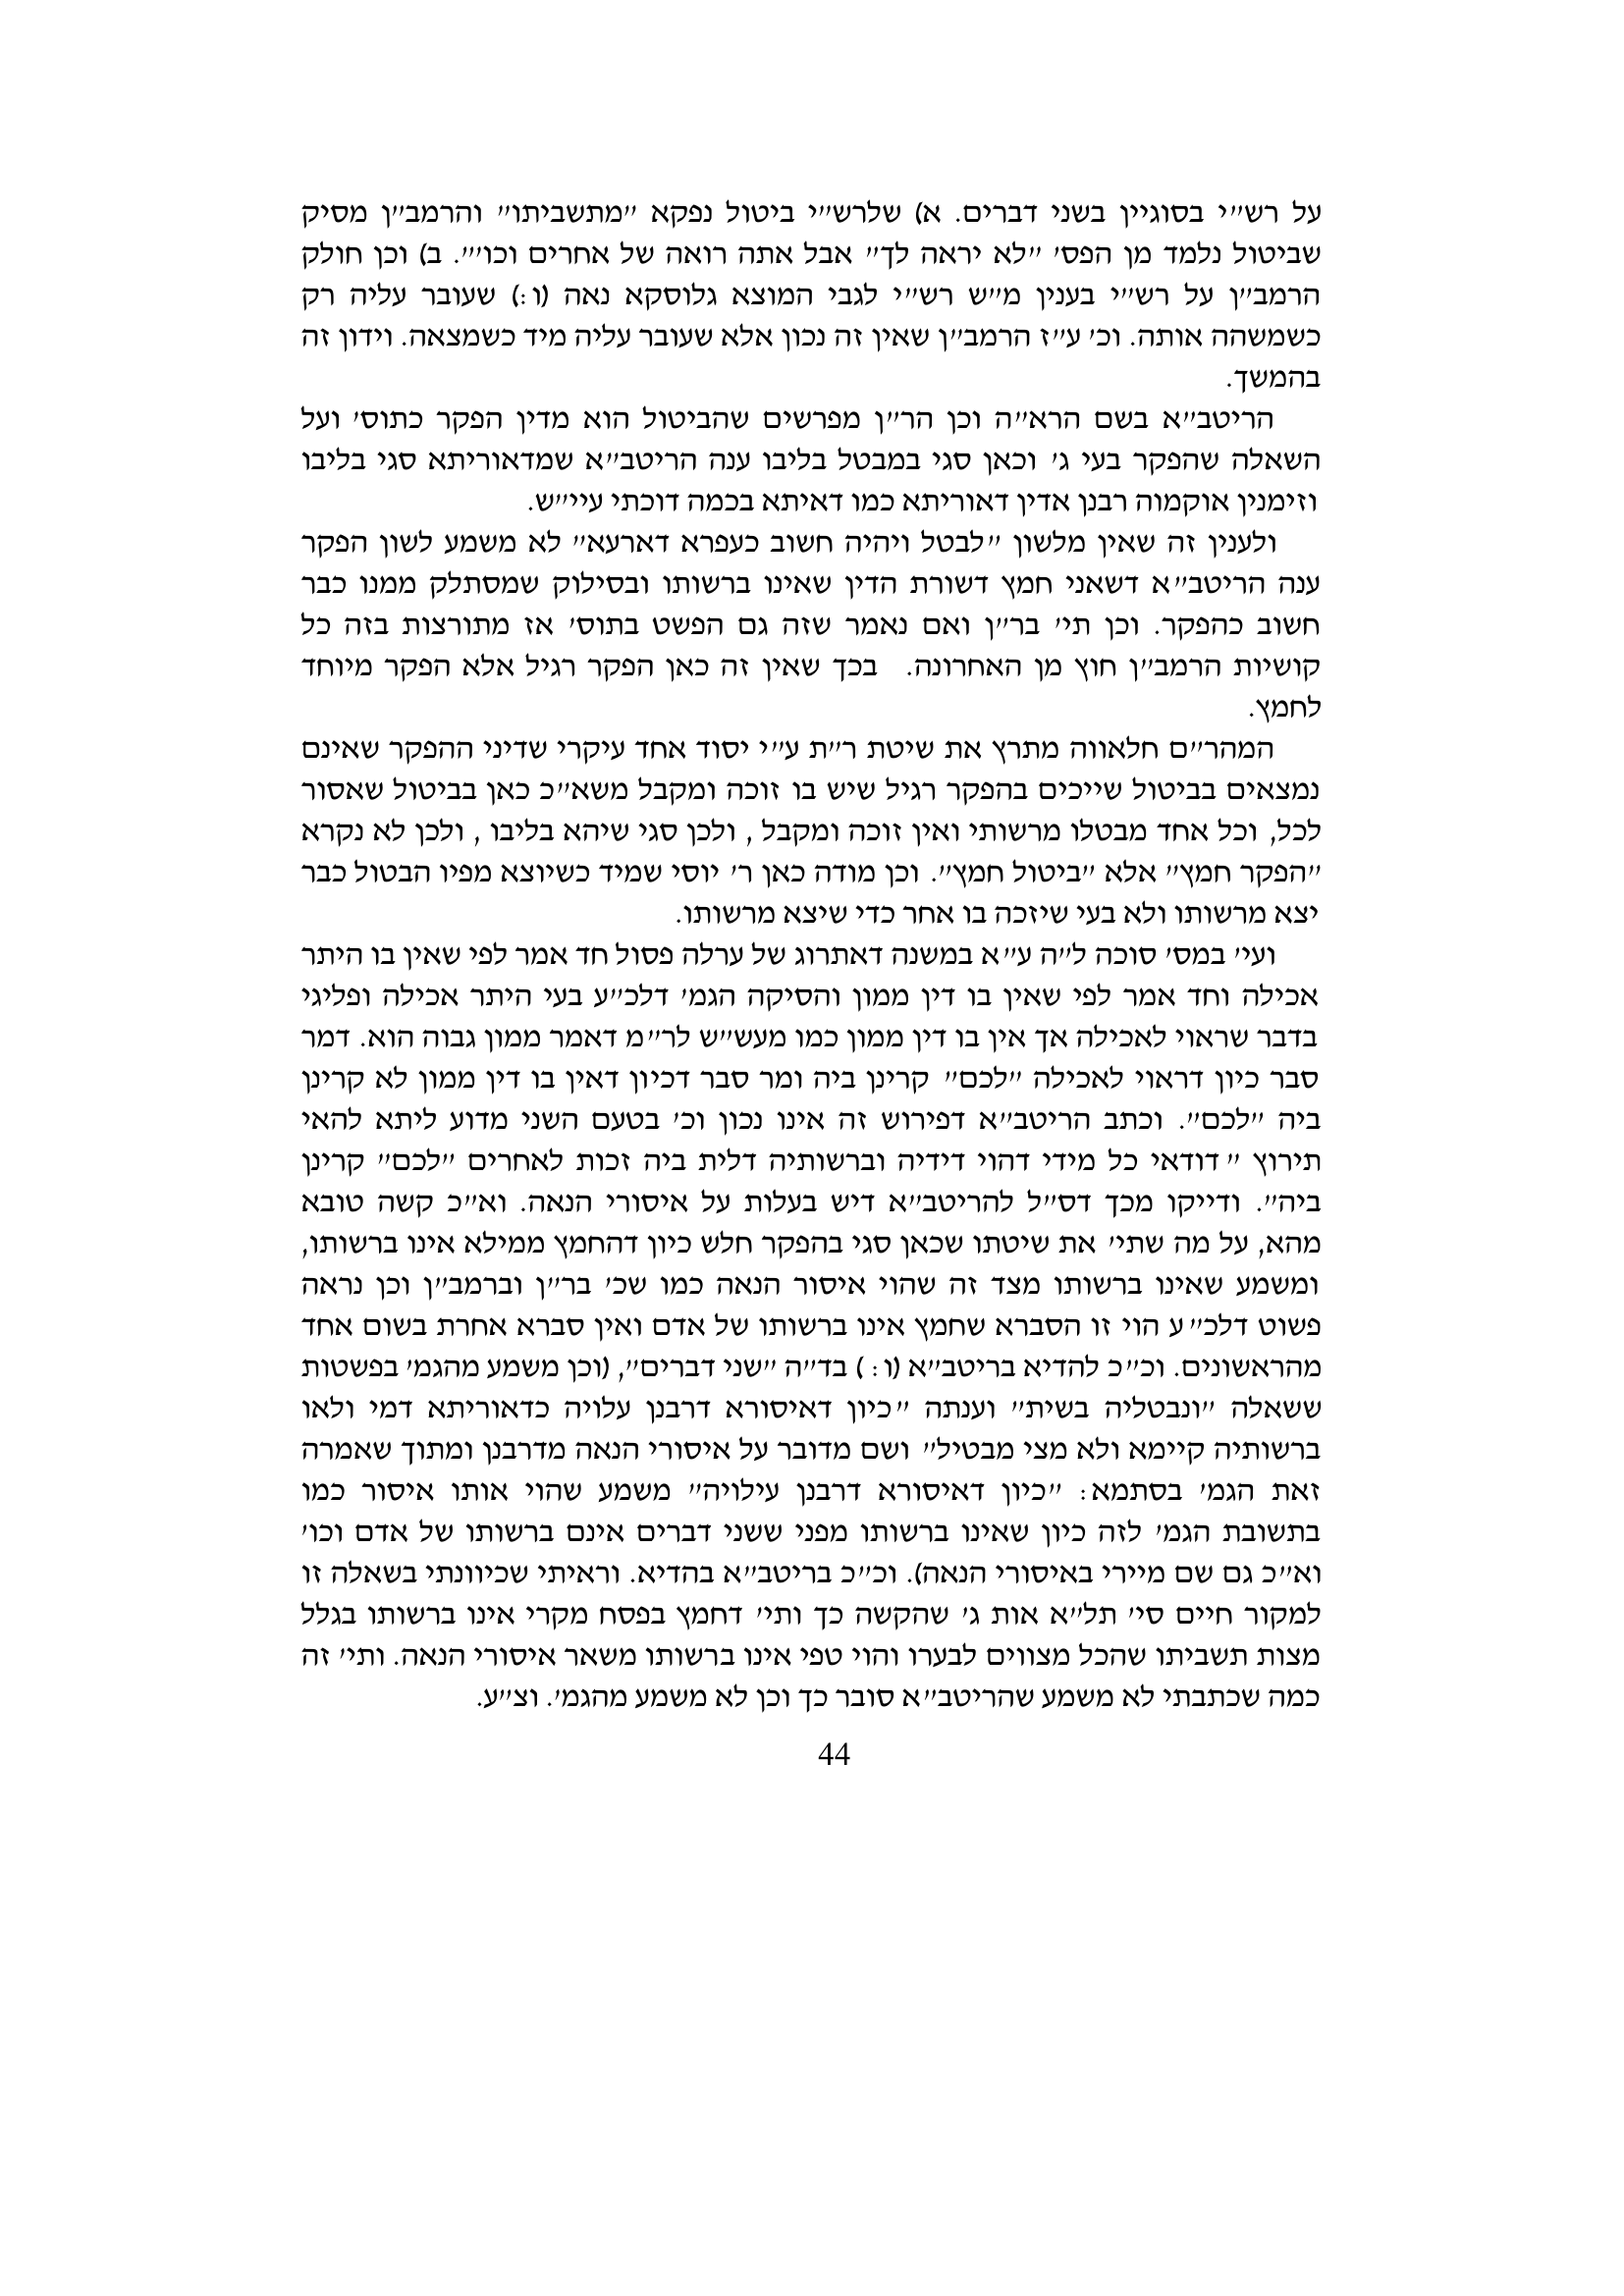 על רש״י בסוגיין בשני דברים. א) שלרש״י ביטול נפקא ״מתשביתו״ והרמב״ן מסיק
שביטול נלמד מן הפס׳ ״לא יראה לך״ אבל אתה רואה של אחרים וכו׳״. ב) וכן חולק
הרמב״ן על רש״י בענין מ״ש רש״י לגבי המוצא גלוסקא נאה (ו:) שעובר עליה רק
כשמשהה אותה. וכ׳ ע״ז הרמב״ן שאין זה נכון אלא שעובר עליה מיד כשמצאה. וידון זה
בהמשך.
הריטב״א בשם הרא״ה וכן הר״ן מפרשים שהביטול הוא מדין הפקר כתוס׳ ועל
השאלה שהפקר בעי ג׳ וכאן סגי במבטל בליבו ענה הריטב״א שמדאוריתא סגי בליבו
וזימנין אוקמוה רבנן אדין דאוריתא כמו דאיתא בכמה דוכתי עיי״ש.
ולענין זה שאין מלשון ״לבטל ויהיה חשוב כעפרא דארעא״ לא משמע לשון הפקר
ענה הריטב״א דשאני חמץ דשורת הדין שאינו ברשותו ובסילוק שמסתלק ממנו כבר
חשוב כהפקר. וכן תי׳ בר״ן ואם נאמר שזה גם הפשט בתוס׳ אז מתורצות בזה כל
קושיות הרמב״ן חוץ מן האחרונה. בכך שאין זה כאן הפקר רגיל אלא הפקר מיוחד
לחמץ.
המהר״ם חלאווה מתרץ את שיטת ר״ת ע״י יסוד אחד עיקרי שדיני ההפקר שאינם
נמצאים בביטול שייכים בהפקר רגיל שיש בו זוכה ומקבל משא״כ כאן בביטול שאסור
לכל, וכל אחד מבטלו מרשותי ואין זוכה ומקבל , ולכן סגי שיהא בליבו , ולכן לא נקרא
״הפקר חמץ״ אלא ״ביטול חמץ״. וכן מודה כאן ר׳ יוסי שמיד כשיוצא מפיו הבטול כבר
יצא מרשותו ולא בעי שיזכה בו אחר כדי שיצא מרשותו.
ועי׳ במס׳ סוכה ל״ה ע״א במשנה דאתרוג של ערלה פסול חד אמר לפי שאין בו היתר
אכילה וחד אמר לפי שאין בו דין ממון והסיקה הגמ׳ דלכ״ע בעי היתר אכילה ופליגי
בדבר שראוי לאכילה אך אין בו דין ממון כמו מעש״ש לר״מ דאמר ממון גבוה הוא. דמר
סבר כיון דראוי לאכילה ״לכם״ קרינן ביה ומר סבר דכיון דאין בו דין ממון לא קרינן
ביה ״לכם״. וכתב הריטב״א דפירוש זה אינו נכון וכ׳ בטעם השני מדוע ליתא להאי
תירוץ ״דודאי כל מידי דהוי דידיה וברשותיה דלית ביה זכות לאחרים ״לכם״ קרינן
ביה״. ודייקו מכך דס״ל להריטב״א דיש בעלות על איסורי הנאה. וא״כ קשה טובא
מהא, על מה שתי׳ את שיטתו שכאן סגי בהפקר חלש כיון דהחמץ ממילא אינו ברשותו,
ומשמע שאינו ברשותו מצד זה שהוי איסור הנאה כמו שכ׳ בר״ן וברמב״ן וכן נראה
פשוט דלכ״ע הוי זו הסברא שחמץ אינו ברשותו של אדם ואין סברא אחרת בשום אחד
מהראשונים. וכ״כ להדיא בריטב״א (ו: ) בד״ה ״שני דברים״, (וכן משמע מהגמ׳ בפשטות
ששאלה ״ונבטליה בשית״ וענתה ״כיון דאיסורא דרבנן עלויה כדאוריתא דמי ולאו
ברשותיה קיימא ולא מצי מבטיל״ ושם מדובר על איסורי הנאה מדרבנן ומתוך שאמרה
זאת הגמ׳ בסתמא: ״כיון דאיסורא דרבנן עילויה״ משמע שהוי אותו איסור כמו
בתשובת הגמ׳ לזה כיון שאינו ברשותו מפני ששני דברים אינם ברשותו של אדם וכו׳
וא״כ גם שם מיירי באיסורי הנאה). וכ״כ בריטב״א בהדיא. וראיתי שכיוונתי בשאלה זו
למקור חיים סי׳ תל״א אות ג׳ שהקשה כך ותי׳ דחמץ בפסח מקרי אינו ברשותו בגלל
מצות תשביתו שהכל מצווים לבערו והוי טפי אינו ברשותו משאר איסורי הנאה. ותי׳ זה
כמה שכתבתי לא משמע שהריטב״א סובר כך וכן לא משמע מהגמ׳. וצ״ע.
44